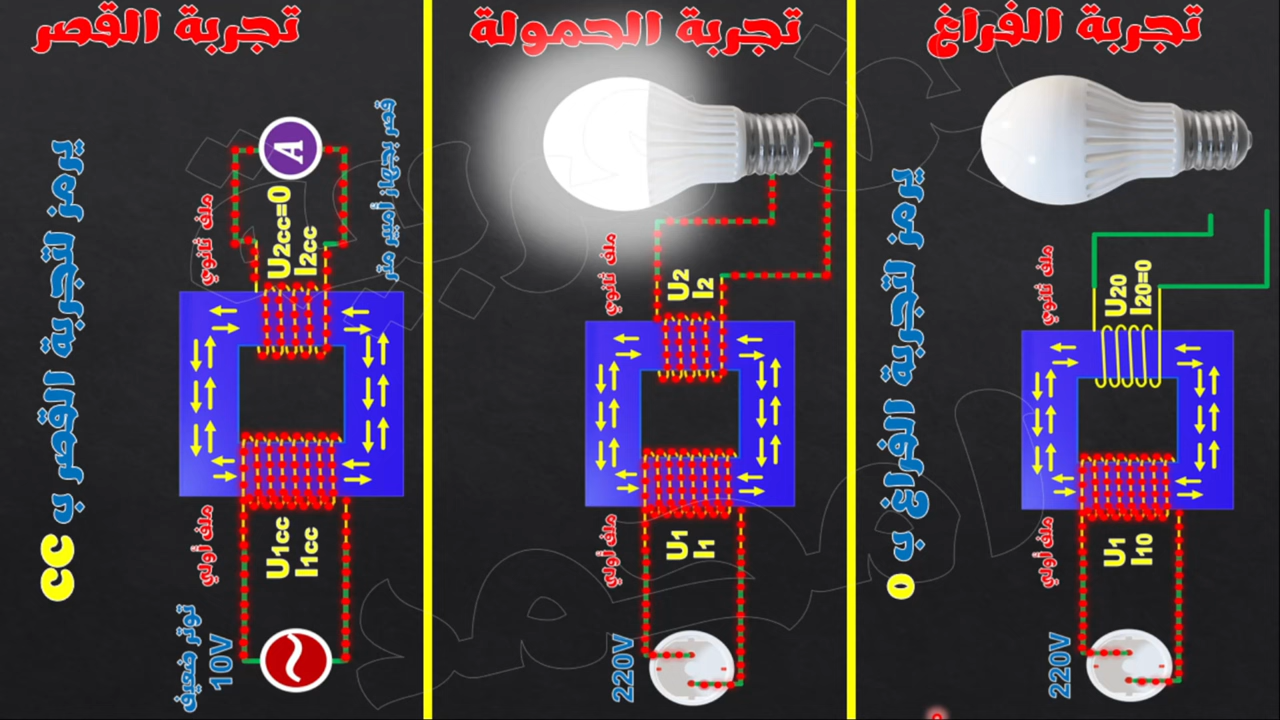 تجربة الفراغ
يرمز لتجربة الفراغ ب o
ملف ثانوي
U20
I20=0
ملف أولي
U1
I10
220V
تجربة الحمولة
ملف ثانوي
U2
I2
ملف أولي
U1
I1
220V
تجربة القصر
قصر بجهاز أمبير متر
A
يرمز لتجربة القصر ب cc
ملف ثانوي
U2cc=0
I2cc
ملف أولي
U1cc
I1cc
توتر ضعيف
10V